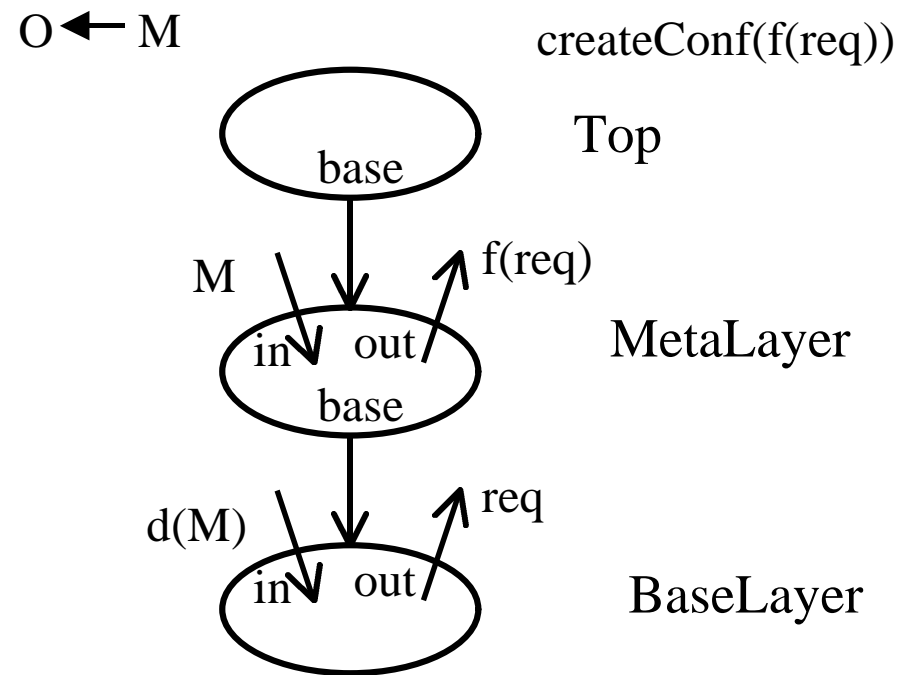 O M
createConf(f(req))
Top
base
M
f(req)
in
out
MetaLayer
base
d(M)
req
in
out
BaseLayer